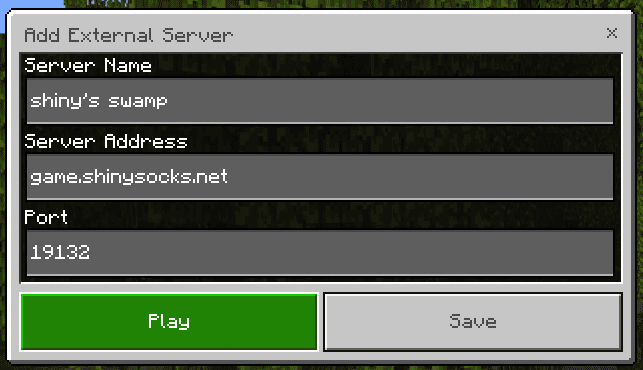 Add External Server
Server Name
shiny's swamp
Server Address
game.shinysocks.net
Port
19132
Play
Save